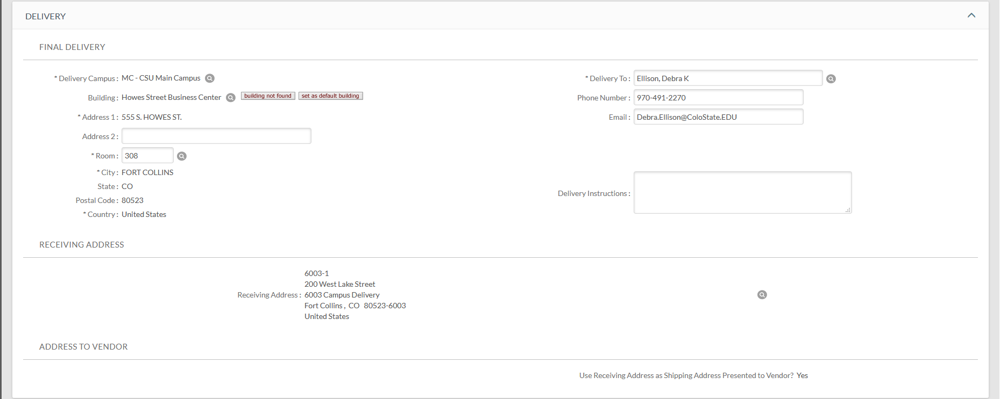 DELIVERY
FINAL DELIVERY
* Delivery Campus: MC - CSU Main Campus
* Delivery To: Ellison, Debra K
Building: Howes Street Business Center building not found set as default building
Phone Number: 970-491-2270
* Address 1: 555 S. HOWES ST.
Email: Debra.Ellison@ColoState.EDU
Address 2:
* Room: 308
* City: FORT COLLINS
State: CO
Delivery Instructions:
Postal Code: 80523
* Country: United States
RECEIVING ADDRESS
Receiving Address:
6003-1
200 West Lake Street
6003 Campus Delivery
Fort Collins, CO 80523-6003
United States
ADDRESS TO VENDOR
Use Receiving Address as Shipping Address Presented to Vendor? Yes